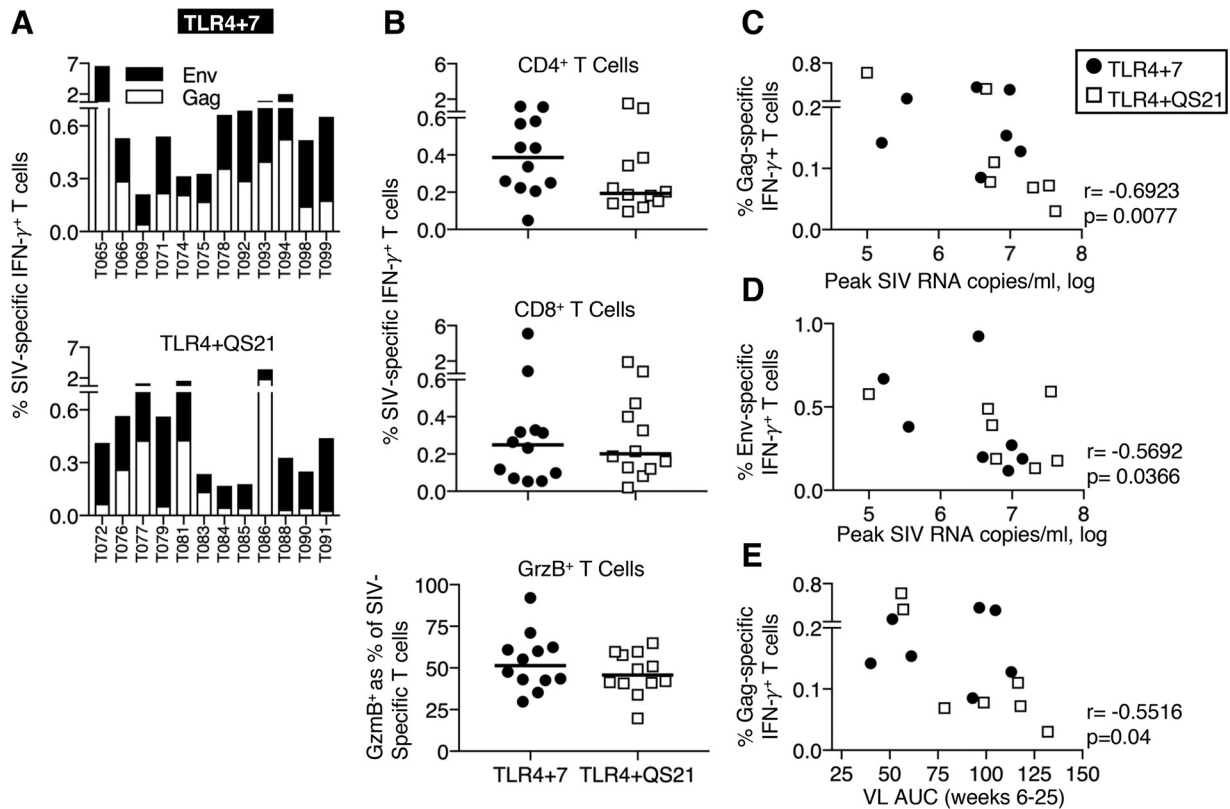 A
TLR4+7
% SIV-specific IFN-γ+ T cells
7
2
0.6
0.3
0.0
Env
Gag
T065
T066
T069
T071
T074
T075
T078
T092
T093
T094
T098
T099
TLR4+QS21
7
2
0.6
0.3
0.0
T072
T076
T077
T079
T081
T083
T084
T085
T086
T088
T090
T091
B
% SIV-specific IFN-γ+ T cells
CD4+ T Cells
6
2
0.4
0.2
0.0
CD8+ T Cells
6
2
0.6
0.4
0.2
0.0
GrzB+ T Cells
GzmB+ as % of SIV-
Specific T cells
100
75
50
25
0
TLR4+7
TLR4+QS21
C
% Gag-specific
IFN-γ+ T cells
0.8
0.2
0.1
0.0
5
6
7
8
Peak SIV RNA copies/ml, log
TLR4+7
TLR4+QS21
r= -0.6923
p= 0.0077
D
% Env-specific
IFN-γ+ T cells
1.0
0.5
0.0
5
6
7
8
Peak SIV RNA copies/ml, log
r= -0.5692
p= 0.0366
E
% Gag-specific
IFN-γ+ T cells
0.8
0.2
0.1
0.0
25
50
75
100
125
150
VL AUC (weeks 6-25)
r= -0.5516
p=0.04